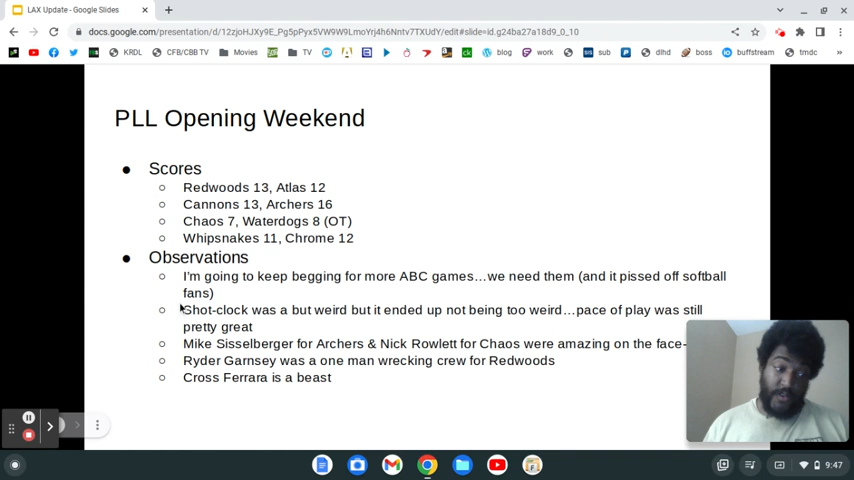 LAX Update - Google Slides
docs.google.com/presentation/d/12zjoHJXy9E_Pg5pPyx5VW9W9LmoYrj4h6Nntv7TXUdY/edit#slide=id.g24ba27a18d9_0_10
KRDL CFB/CBB TV Movies TV blog work sub dlhd boss buffstream tmdc
PLL Opening Weekend
● Scores
○ Redwoods 13, Atlas 12
○ Cannons 13, Archers 16
○ Chaos 7, Waterdogs 8 (OT)
○ Whipsnakes 11, Chrome 12
● Observations
○ I'm going to keep begging for more ABC games…we need them (and it pissed off softball
fans)
○ Shot-clock was a but weird but it ended up not being too weird…pace of play was still
pretty great
○ Mike Sisselberger for Archers & Nick Rowlett for Chaos were amazing on the face-
○ Ryder Garnsey was a one man wrecking crew for Redwoods
○ Cross Ferrara is a beast
9:47